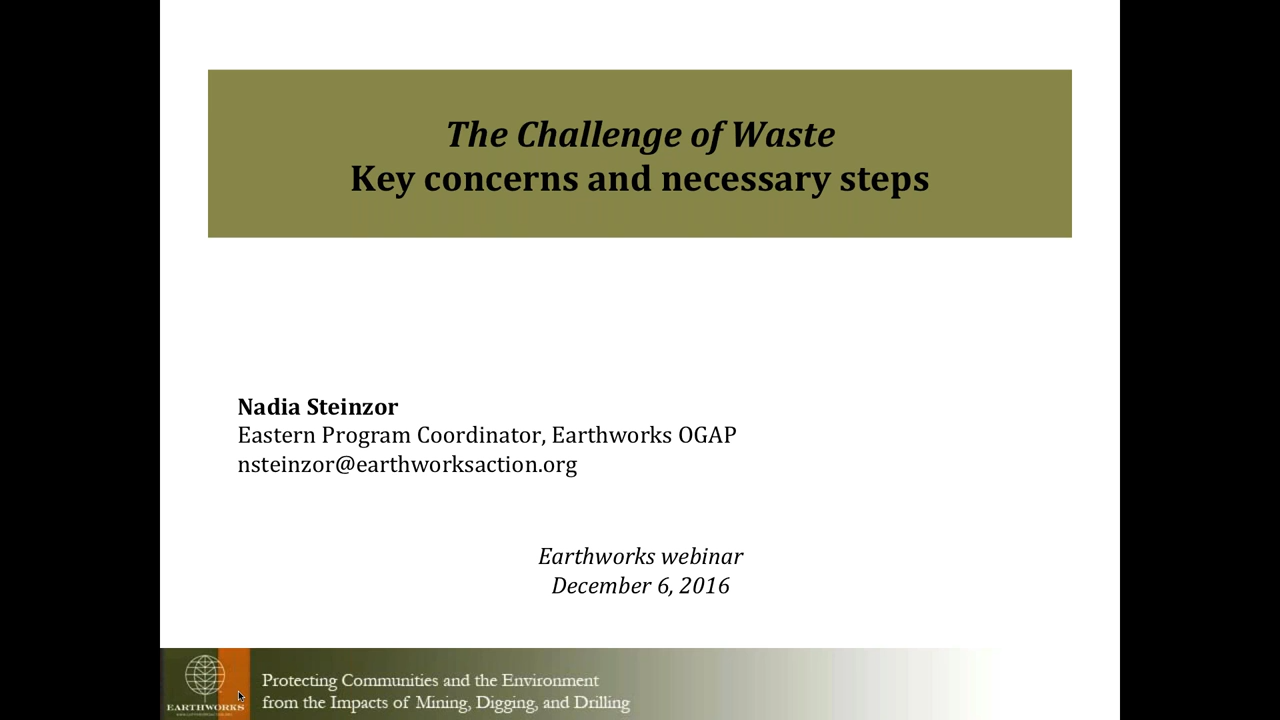 The Challenge of Waste
Key concerns and necessary steps
Nadia Steinzor
Eastern Program Coordinator, Earthworks OGAP
nsteinzor@earthworksaction.org
Earthworks webinar
December 6, 2016
EARTHWORKS
Protecting Communities and the Environment
from the Impacts of Mining, Digging, and Drilling